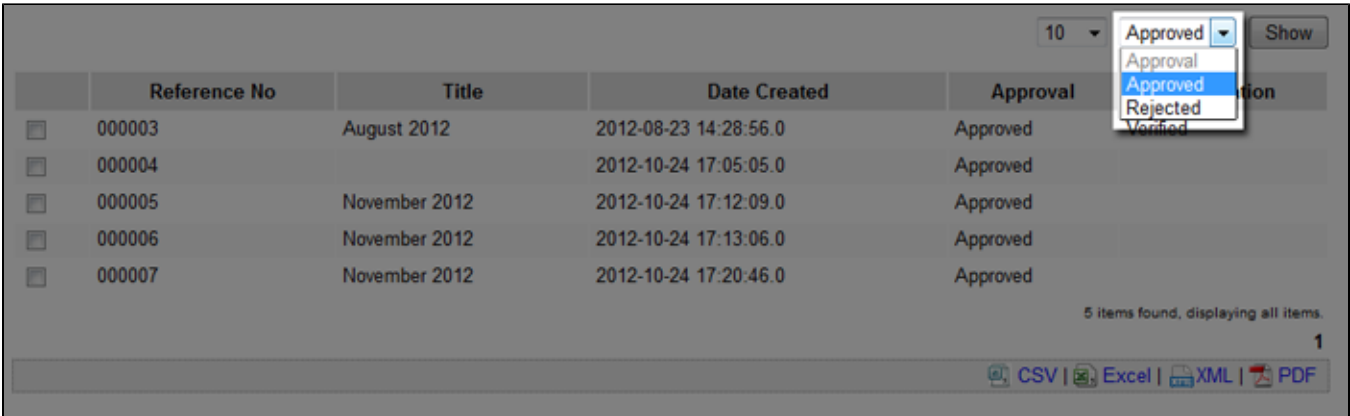 10 Approved Show
Approval
Approved
Rejected
Reference No Title Date Created Approval tion
000003 August 2012 2012-08-23 14:28:56.0 Approved Verified
000004 2012-10-24 17:05:05.0 Approved
000005 November 2012 2012-10-24 17:12:09.0 Approved
000006 November 2012 2012-10-24 17:13:06.0 Approved
000007 November 2012 2012-10-24 17:20:46.0 Approved
5 items found, displaying all items.
1
CSV | Excel | XML | PDF